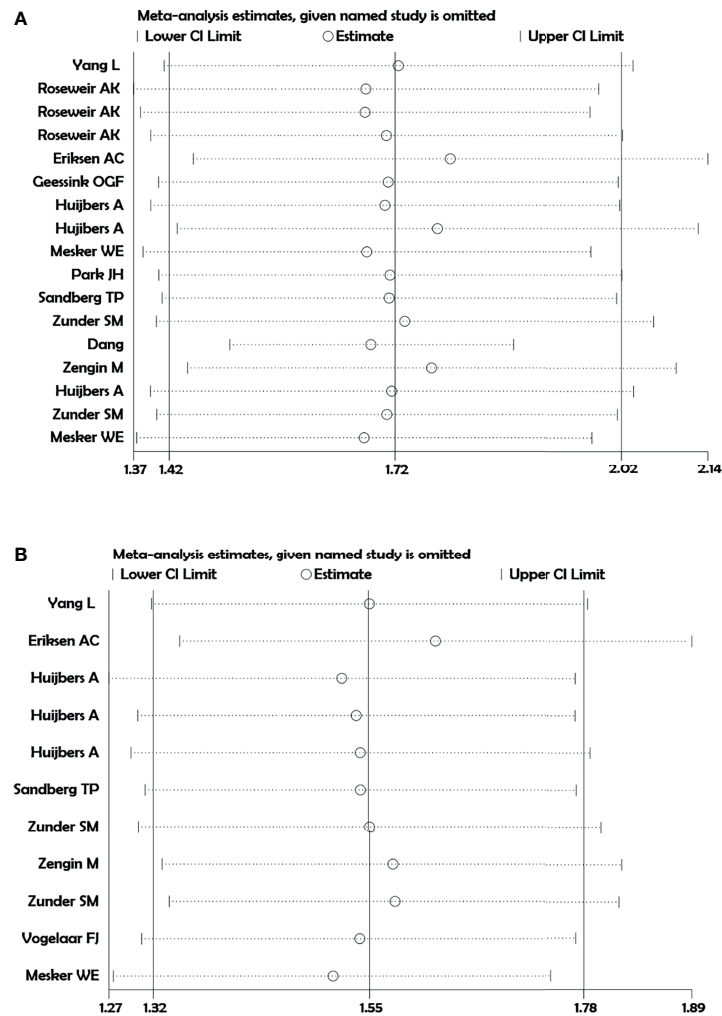 A
Meta-analysis estimates, given named study is omitted
| Lower CI Limit ○ Estimate | Upper CI Limit
Yang L
Roseweir AK
Roseweir AK
Roseweir AK
Eriksen AC
Geessink OGF
Huijbers A
Hujibers A
Mesker WE
Park JH
Sandberg TP
Zunder SM
Dang
Zengin M
Huijbers A
Zunder SM
Mesker WE
1.37 1.42 1.72 2.02 2.14
B
Meta-analysis estimates, given named study is omitted
| Lower CI Limit ○ Estimate | Upper CI Limit
Yang L
Eriksen AC
Huijbers A
Huijbers A
Huijbers A
Sandberg TP
Zunder SM
Zengin M
Zunder SM
Vogelaar FJ
Mesker WE
1.27 1.32 1.55 1.78 1.89